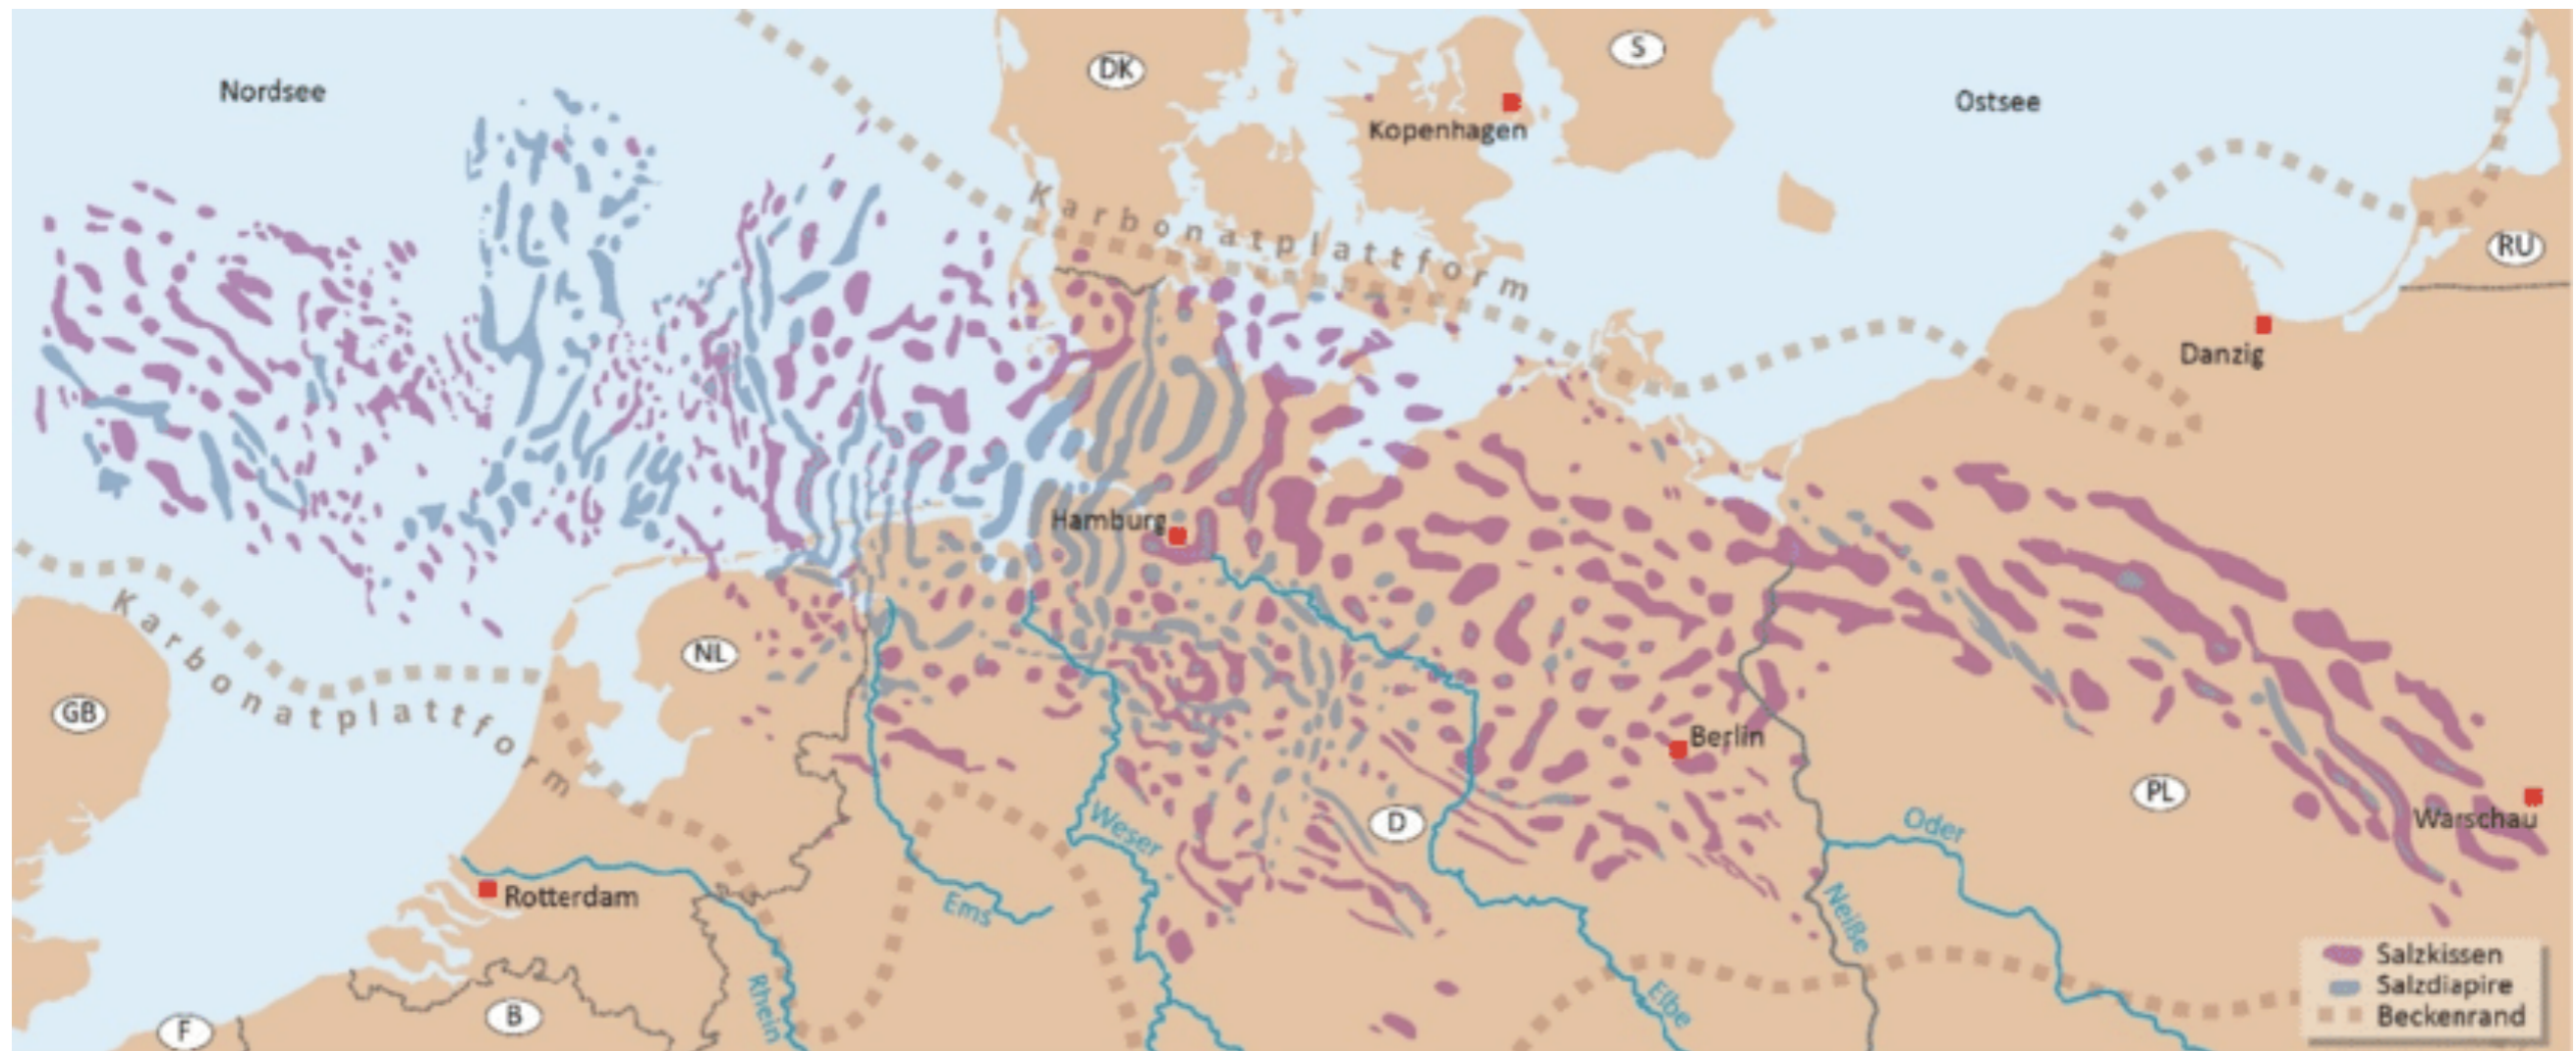 DK
S
Nordsee
Ostsee
Kopenhagen
Karbonatplattform
RU
Danzig
Hamburg
Karbonatplattform
NL
GB
Berlin
Weser
D
PL
Oder
Warschau
Rotterdam
Ems
Neiße
Rhein
Elbe
B
F
Salzkissen
Salzdiapire
Beckenrand